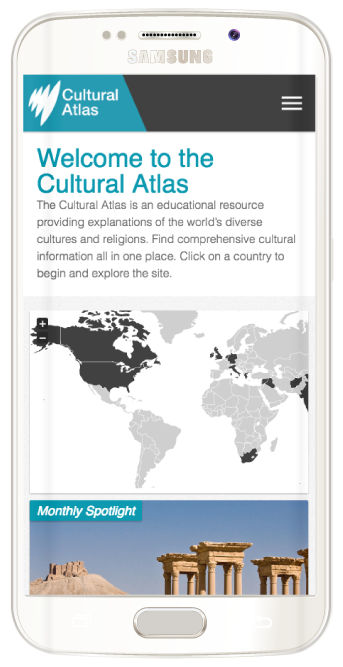 SAMSUNG
Cultural
Atlas
Welcome to the
Cultural Atlas
The Cultural Atlas is an educational resource
providing explanations of the world's diverse
cultures and religions. Find comprehensive cultural
information all in one place. Click on a country to
begin and explore the site.
+
Monthly Spotlight